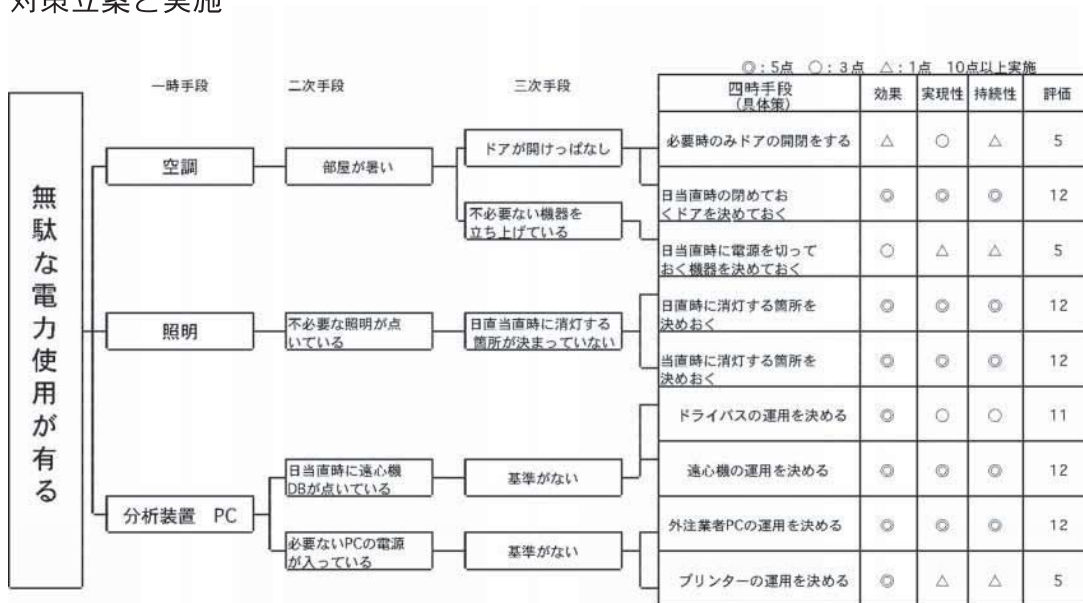 対策立案と実施
◎：5点　○：3点　△：1点　10点以上実施
一時手段　二次手段　三次手段　四時手段　効果　実現性　持続性　評価
(具体策)
無駄な電力使用が有る
空調
部屋が暑い
ドアが開けっぱなし
必要時のみドアの開閉をする　△　○　△　5
日当直時の閉めてお
くドアを決めておく　◎　◎　◎　12
不必要ない機器を
立ち上げている
日当直時に電源を切って
おく機器を決めておく　○　△　△　5
照明
不必要な照明が点
いている
日直当直時に消灯する
箇所が決まっていない
日直時に消灯する箇所を
決めおく　◎　◎　◎　12
当直時に消灯する箇所を
決めおく　◎　◎　◎　12
分析装置　PC
日当直時に遠心機
DBが点いている
基準がない
ドライバスの運用を決める　◎　○　○　11
遠心機の運用を決める　◎　◎　◎　12
必要ないPCの電源
が入っている
基準がない
外注業者PCの運用を決める　◎　◎　◎　12
プリンターの運用を決める　◎　△　△　5